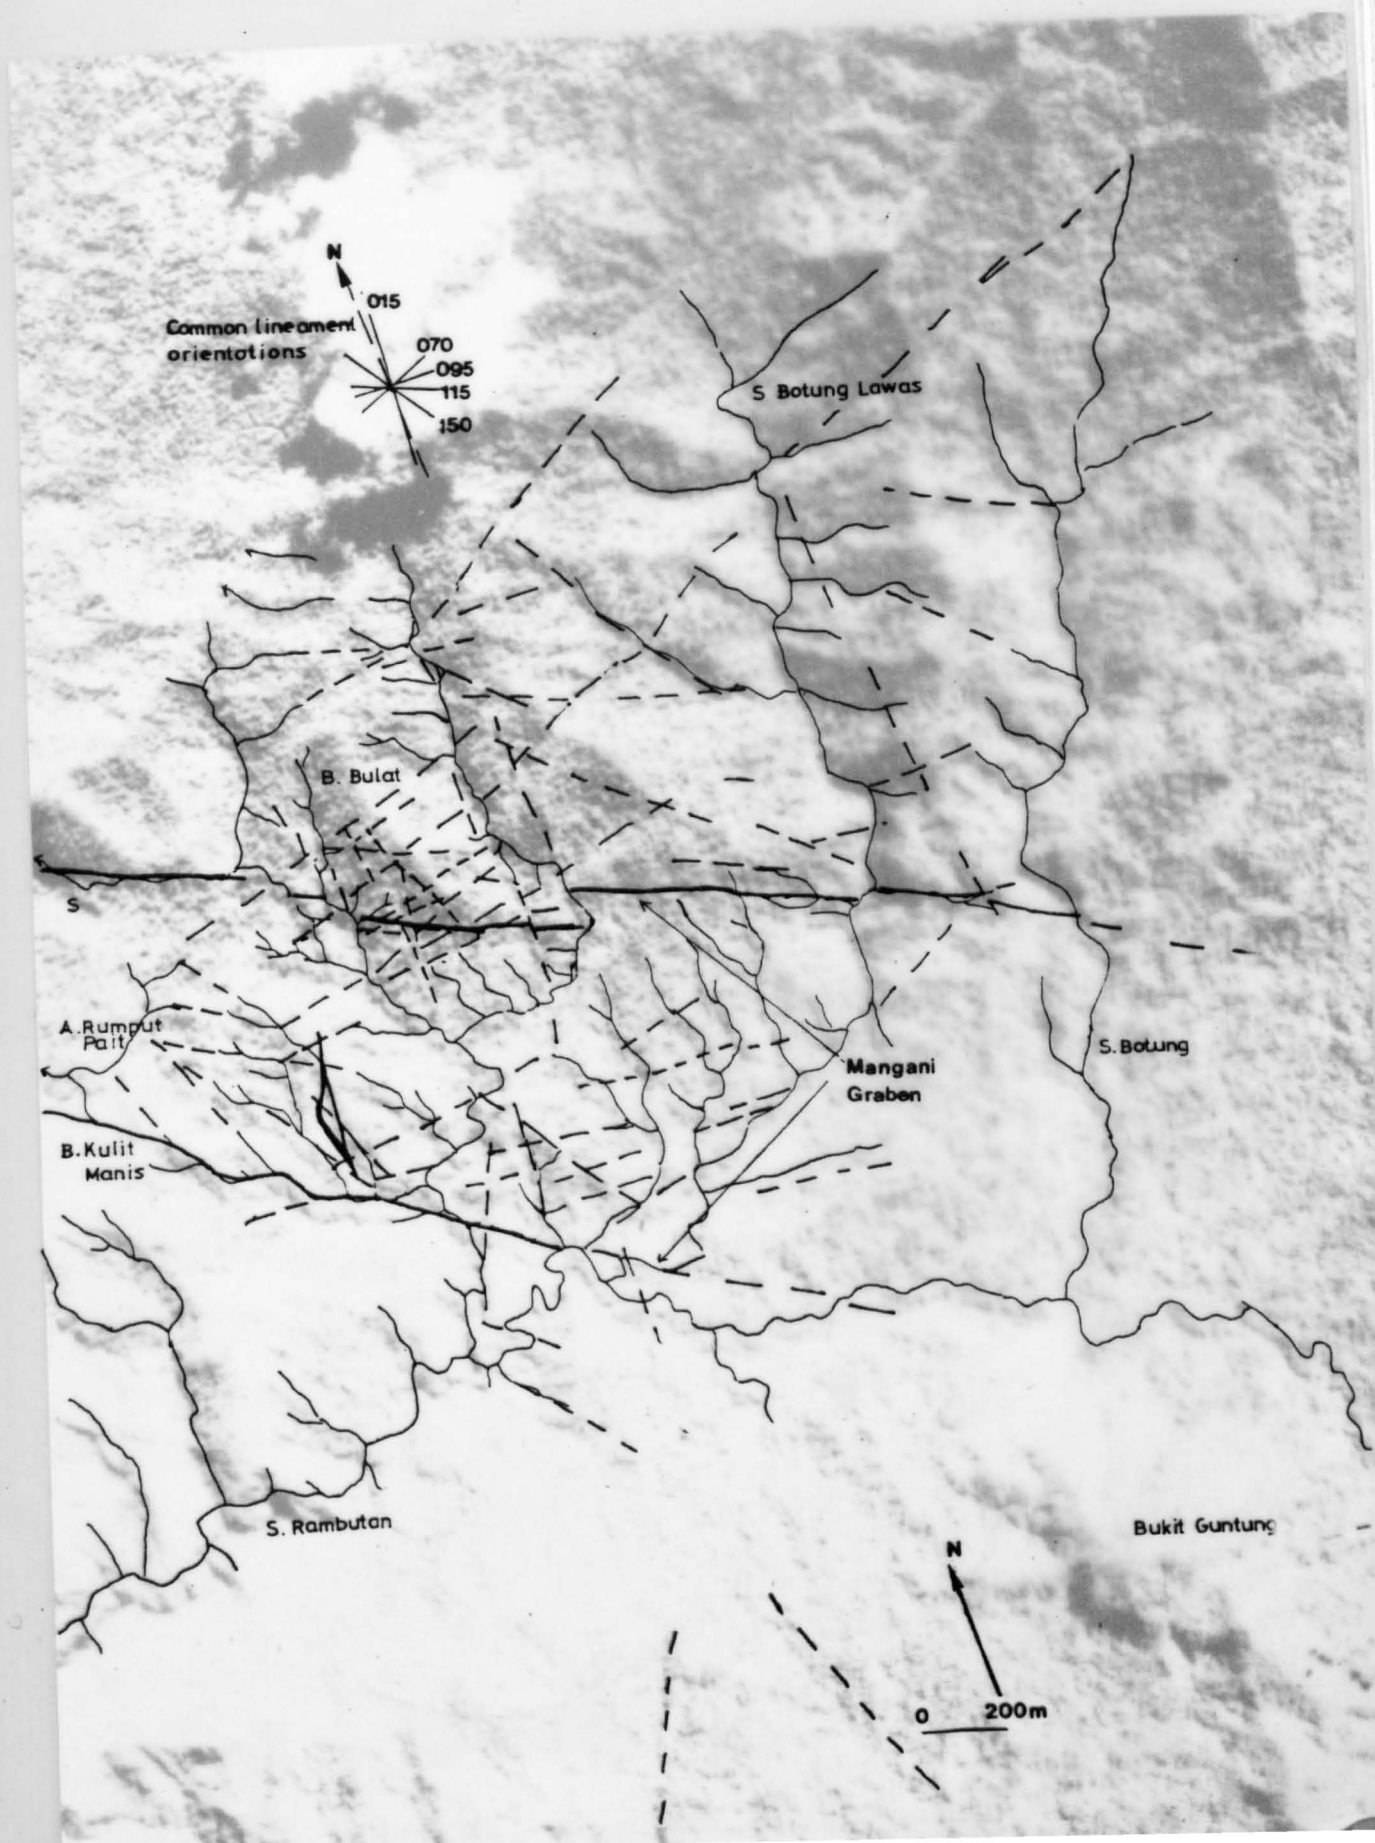 N
015
Common lineament
orientations
070
095
115
150
S Botung Lawas
B. Bulat
S
A. Rumput
Pait
S. Botung
Mangani
Graben
B. Kulit
Manis
S. Rambutan
Bukit Guntung
N
0 200m